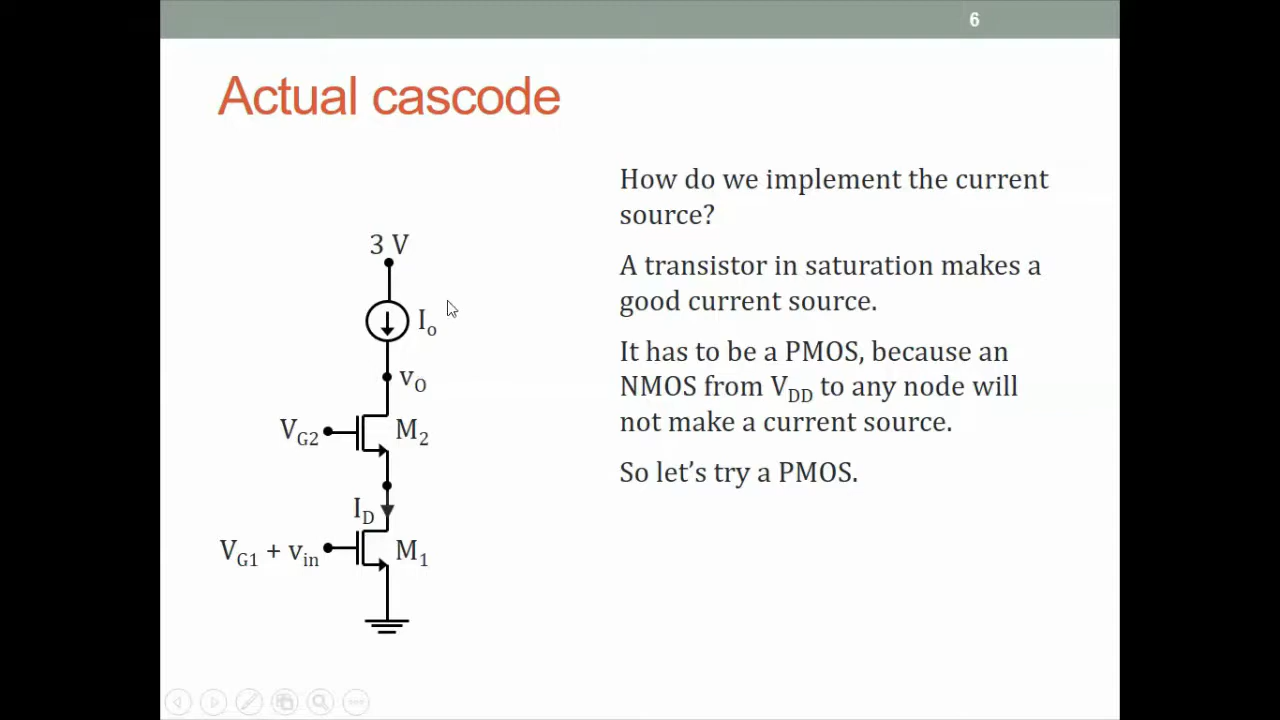 6
Actual cascode
How do we implement the current
source?
A transistor in saturation makes a
good current source.
It has to be a PMOS, because an
NMOS from V_DD to any node will
not make a current source.
So let’s try a PMOS.
3 V
I_o
v_O
V_G2
M_2
I_D
V_G1 + v_in
M_1